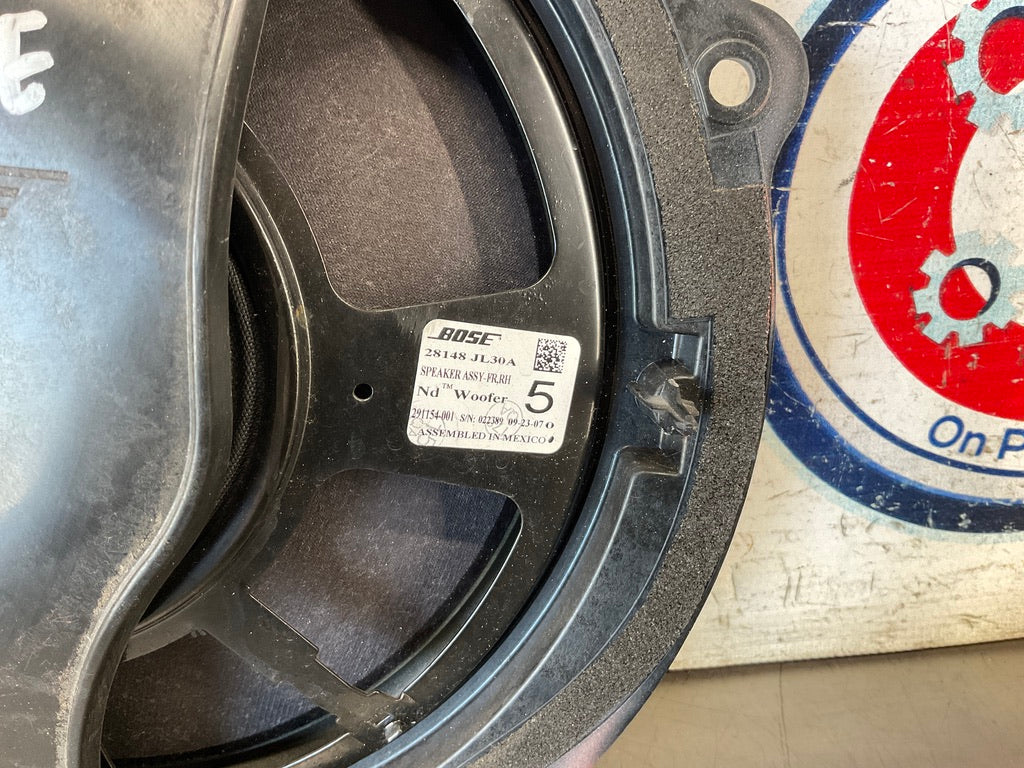 BOSE
28148 JL30A
SPEAKER ASSY-FR,RH
Nd™ Woofer 5
291154-001 S/N: 022389 09-23-07 O
ASSEMBLED IN MEXICO
On P